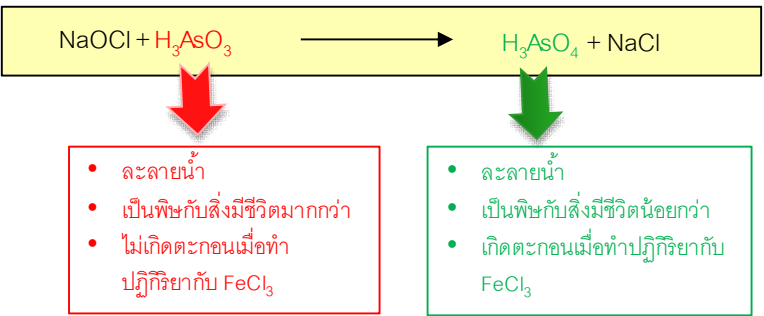 NaOCl + H₃AsO₃ ⟶ H₃AsO₄ + NaCl
• ละลายน้ำ
• เป็นพิษกับสิ่งมีชีวิตมากกว่า
• ไม่เกิดตะกอนเมื่อทำ
ปฏิกิริยากับ FeCl₃
• ละลายน้ำ
• เป็นพิษกับสิ่งมีชีวิตน้อยกว่า
• เกิดตะกอนเมื่อทำปฏิกิริยากับ
FeCl₃